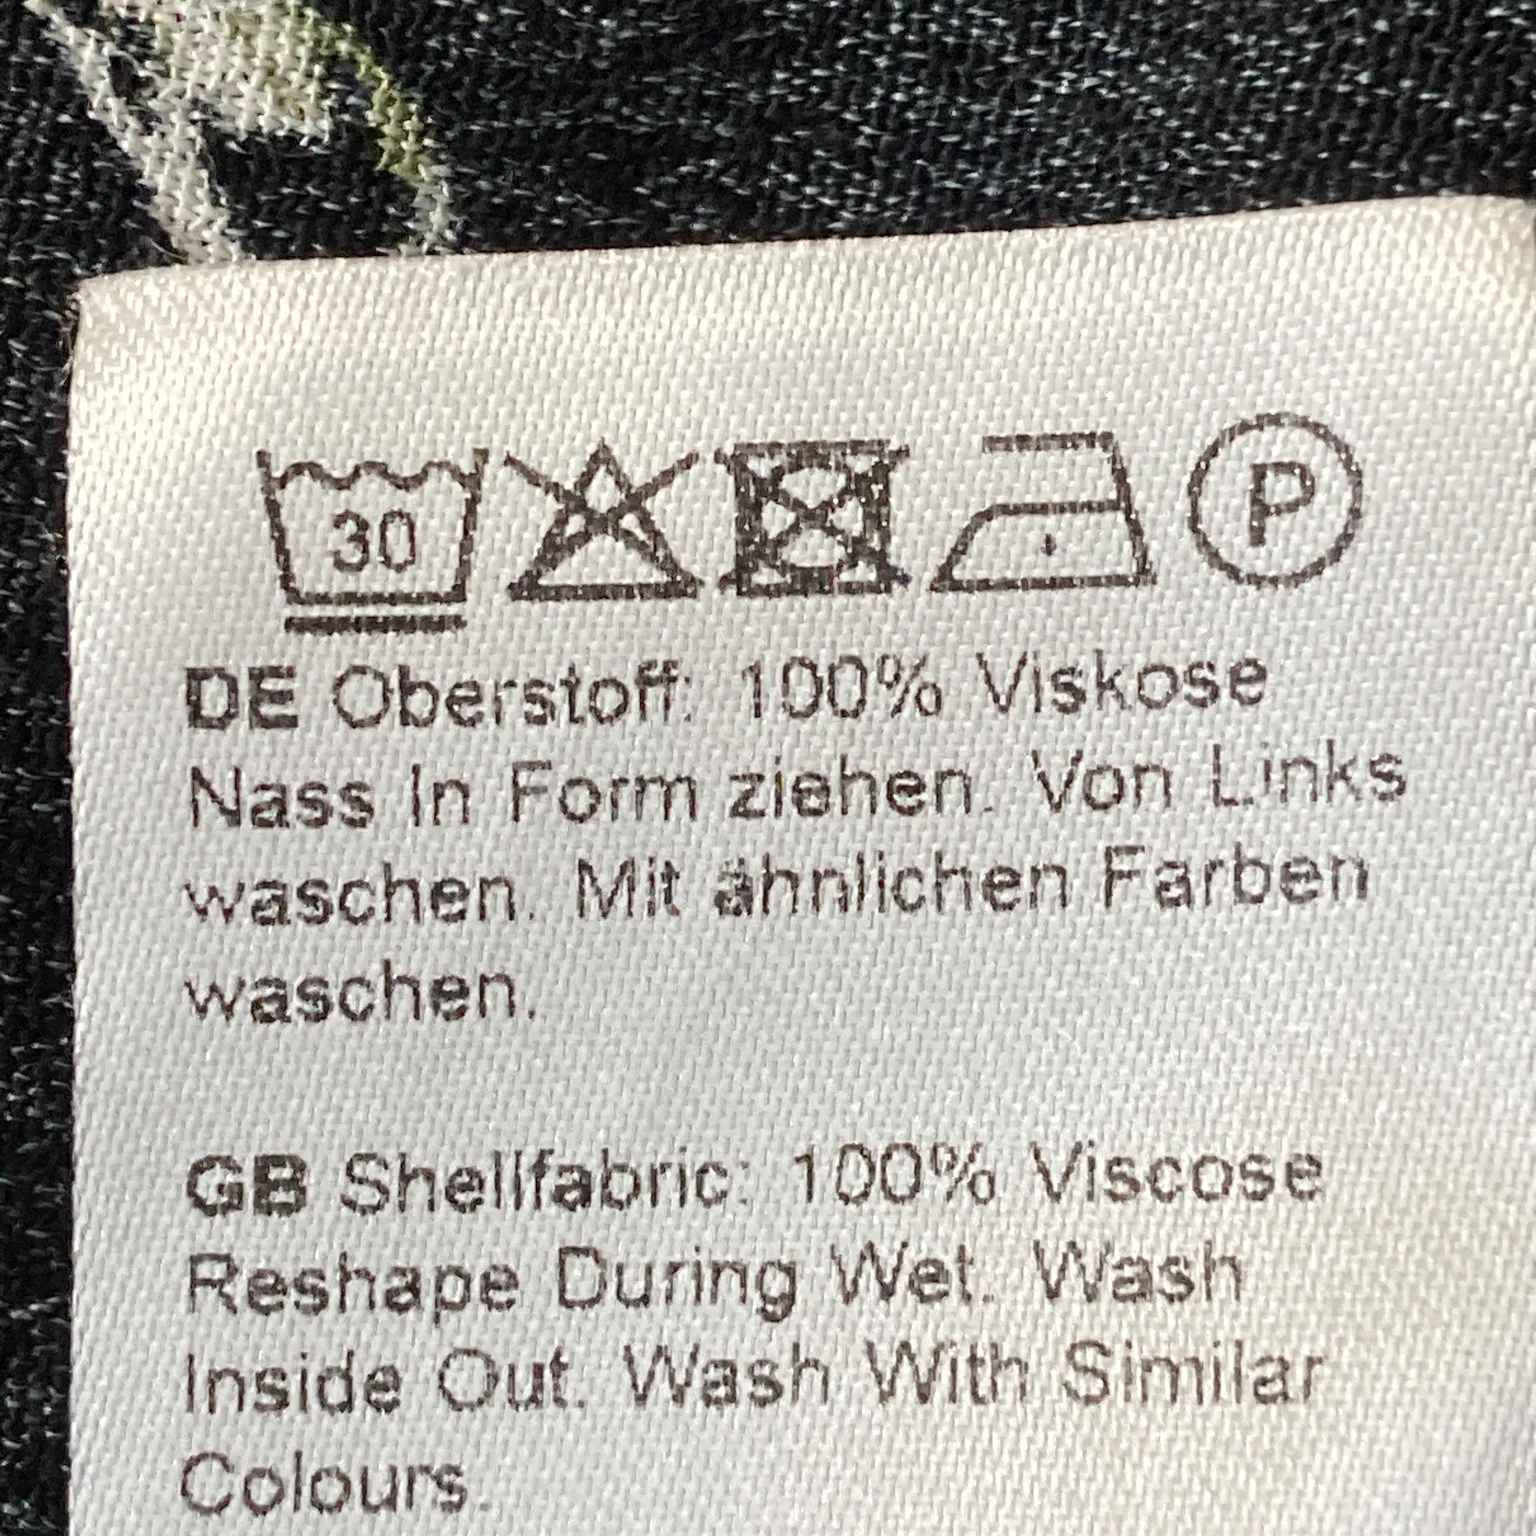 30
P
DE Oberstoff: 100% Viskose
Nass In Form ziehen. Von Links
waschen. Mit ähnlichen Farben
waschen.
GB Shellfabric: 100% Viscose
Reshape During Wet. Wash
Inside Out. Wash With Similar
Colours.